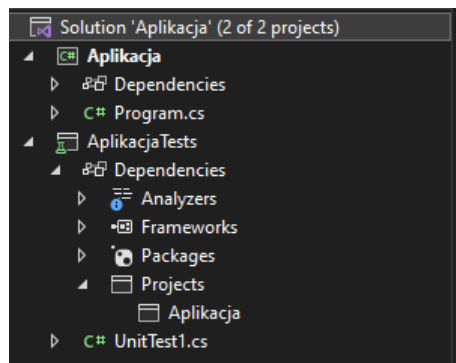 Solution 'Aplikacja' (2 of 2 projects)
C# Aplikacja
Dependencies
C# Program.cs
AplikacjaTests
Dependencies
Analyzers
Frameworks
Packages
Projects
Aplikacja
C# UnitTest1.cs